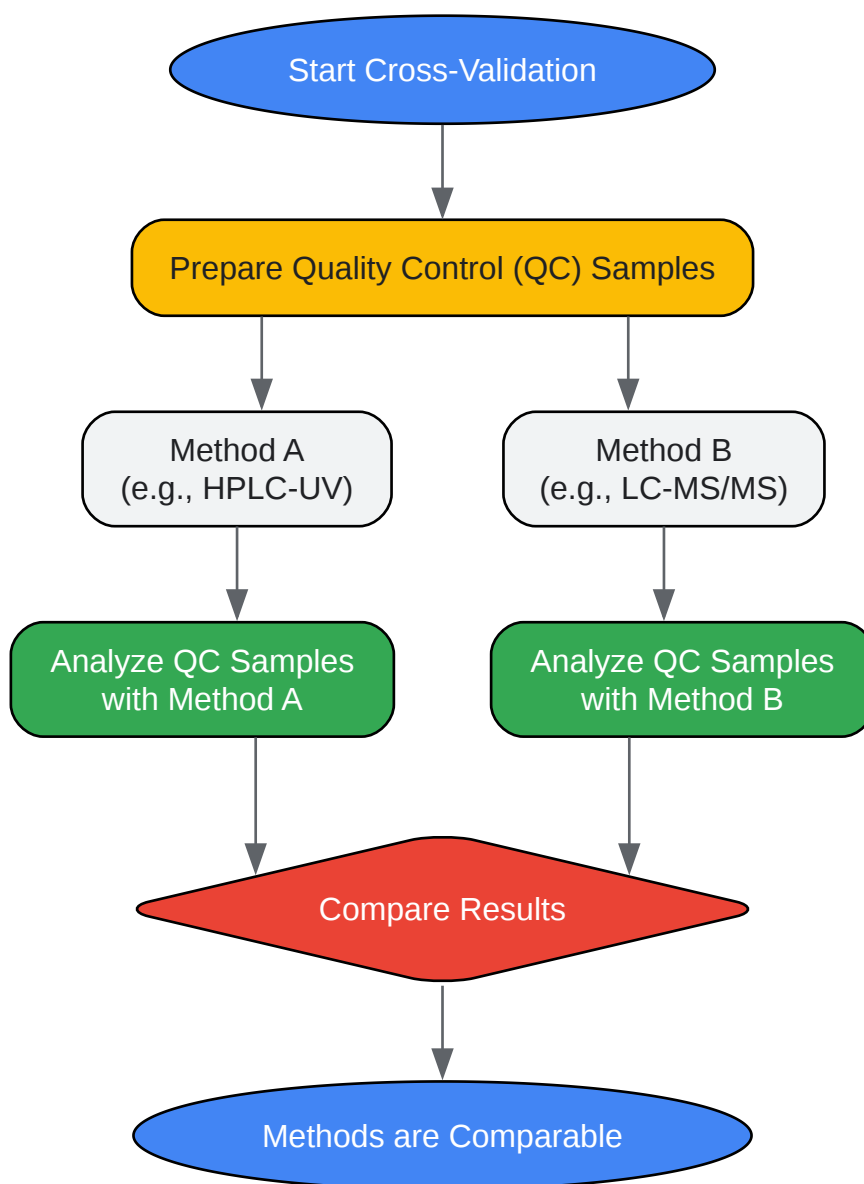 Start Cross-Validation
Prepare Quality Control (QC) Samples
Method A
(e.g., HPLC-UV)
Method B
(e.g., LC-MS/MS)
Analyze QC Samples
with Method A
Analyze QC Samples
with Method B
Compare Results
Methods are Comparable